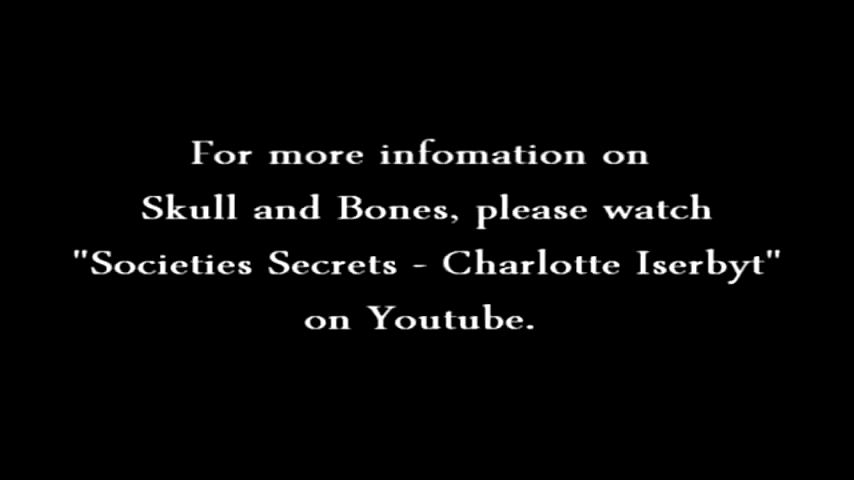 For more infomation on
Skull and Bones, please watch
"Societies Secrets - Charlotte Iserbyt"
on Youtube.